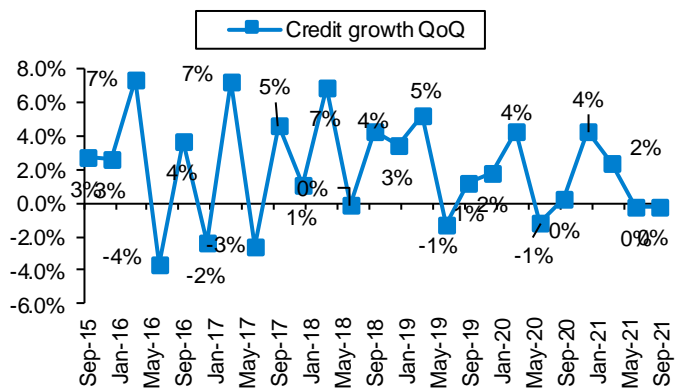 Credit growth QoQ
8.0%
6.0%
4.0%
2.0%
0.0%
-2.0%
-4.0%
-6.0%
3%
3%
7%
-4%
4%
-2%
7%
-3%
5%
1%
7%
0%
4%
3%
5%
-1%
1%
2%
4%
-1%
0%
4%
2%
0%
0%
Sep-15
Jan-16
May-16
Sep-16
Jan-17
May-17
Sep-17
Jan-18
May-18
Sep-18
Jan-19
May-19
Sep-19
Jan-20
May-20
Sep-20
Jan-21
May-21
Sep-21